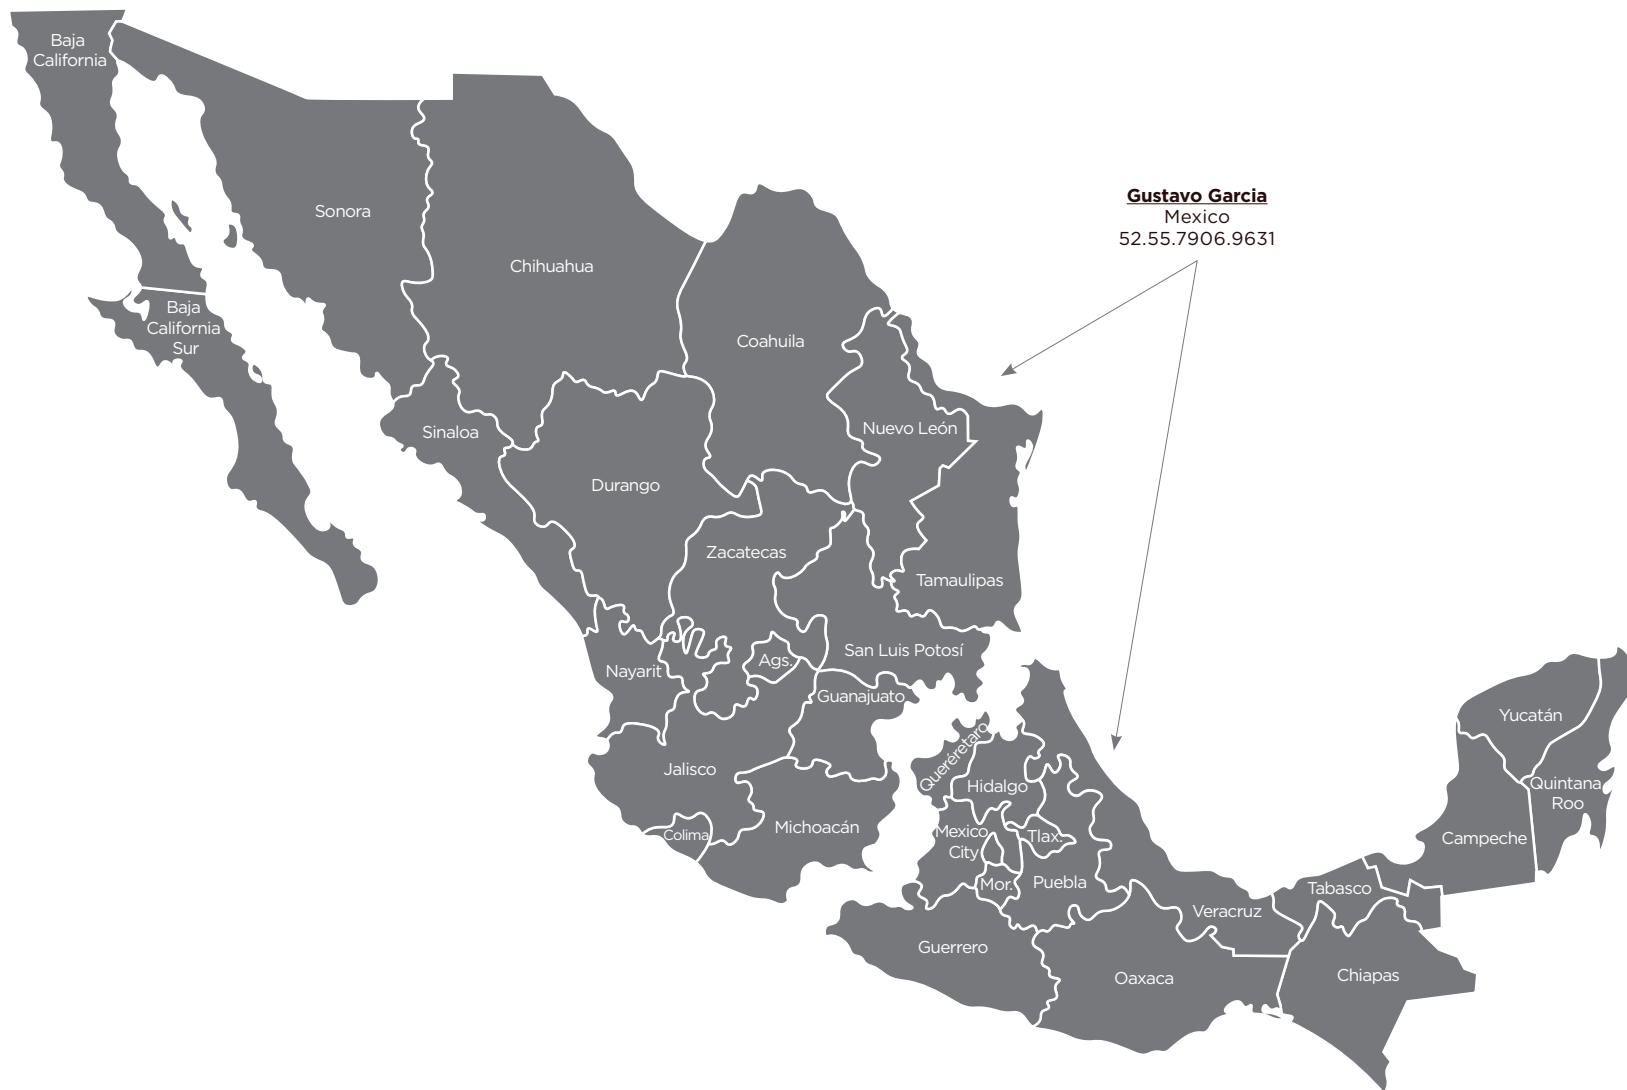 Baja
California
Gustavo Garcia
Mexico
52.55.7906.9631
Sonora
Chihuahua
Baja
California
Sur
Coahuila
Sinaloa
Nuevo León
Durango
Zacatecas
Tamaulipas
Nayarit
Ags.
San Luis Potosí
Guanajuato
Yucatán
Querétaro
Jalisco
Hidalgo
Quintana
Roo
Colima
Michoacán
Mexico
City
Tlax.
Campeche
Mor.
Puebla
Tabasco
Veracruz
Guerrero
Oaxaca
Chiapas